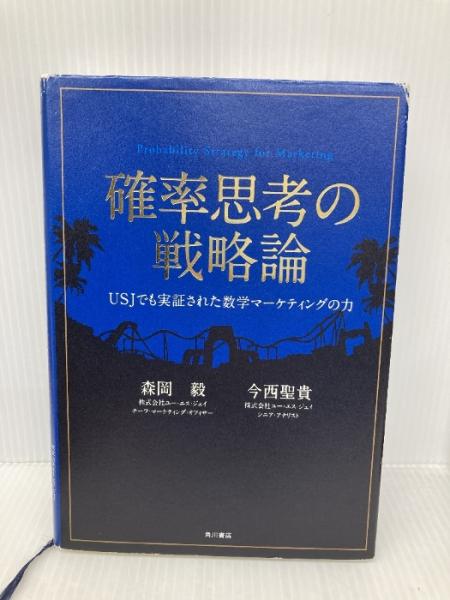 Probability Strategy for Marketing
確率思考の
戦略論
USJでも実証された数学マーケティングの力
森岡 毅
株式会社ユー・エス・ジェイ
チーフ・マーケティング・オフィサー
今西聖貴
株式会社ユー・エス・ジェイ
シニア・アナリスト
角川書店